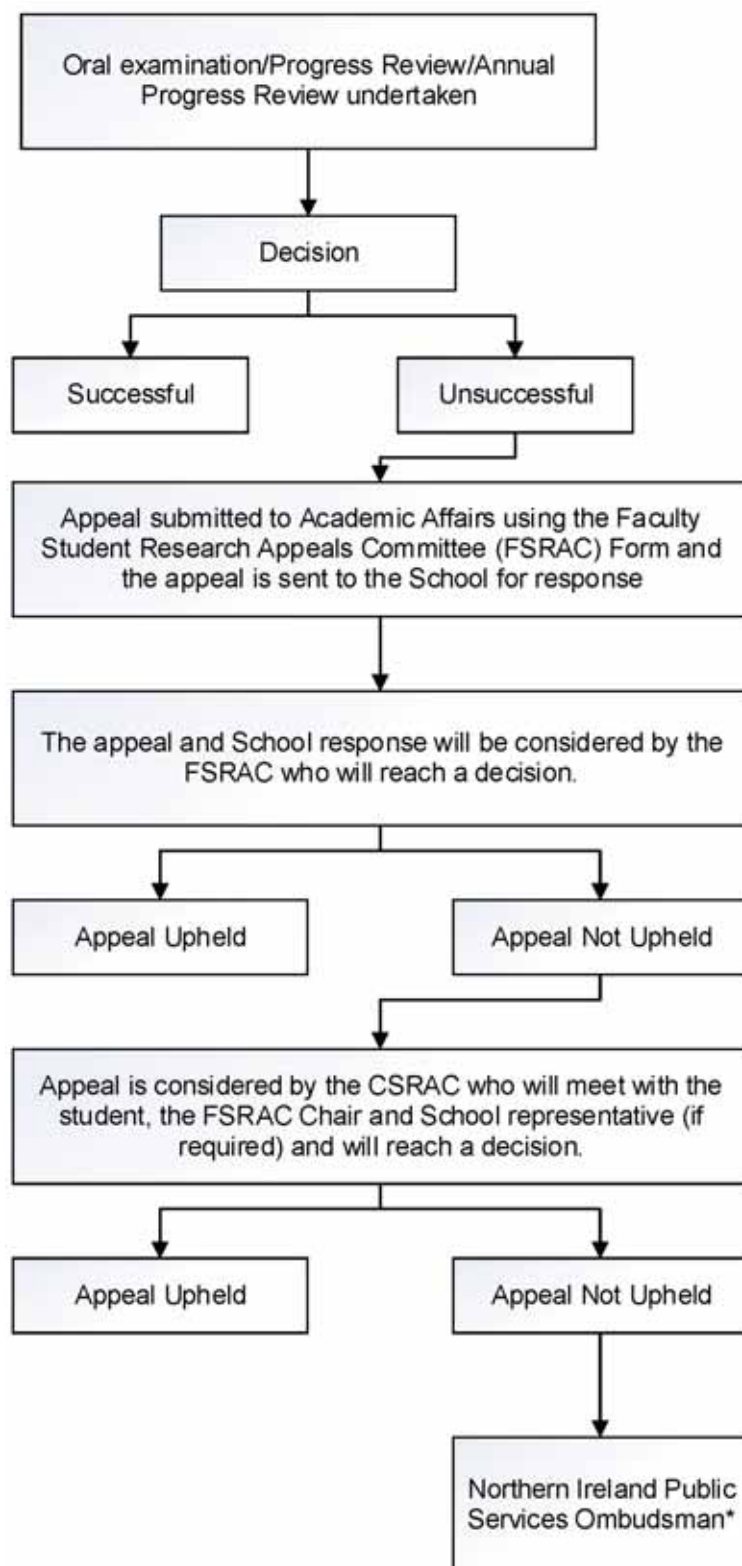 Oral examination/Progress Review/Annual
Progress Review undertaken
Decision
Successful
Unsuccessful
Appeal submitted to Academic Affairs using the Faculty
Student Research Appeals Committee (FSRAC) Form and
the appeal is sent to the School for response
The appeal and School response will be considered by the
FSRAC who will reach a decision.
Appeal Upheld
Appeal Not Upheld
Appeal is considered by the CSRAC who will meet with the
student, the FSRAC Chair and School representative (if
required) and will reach a decision.
Appeal Upheld
Appeal Not Upheld
Northern Ireland Public
Services Ombudsman*